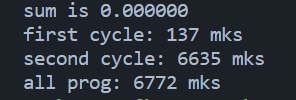 sum is 0.000000
first cycle: 137 mks
second cycle: 6635 mks
all prog: 6772 mks